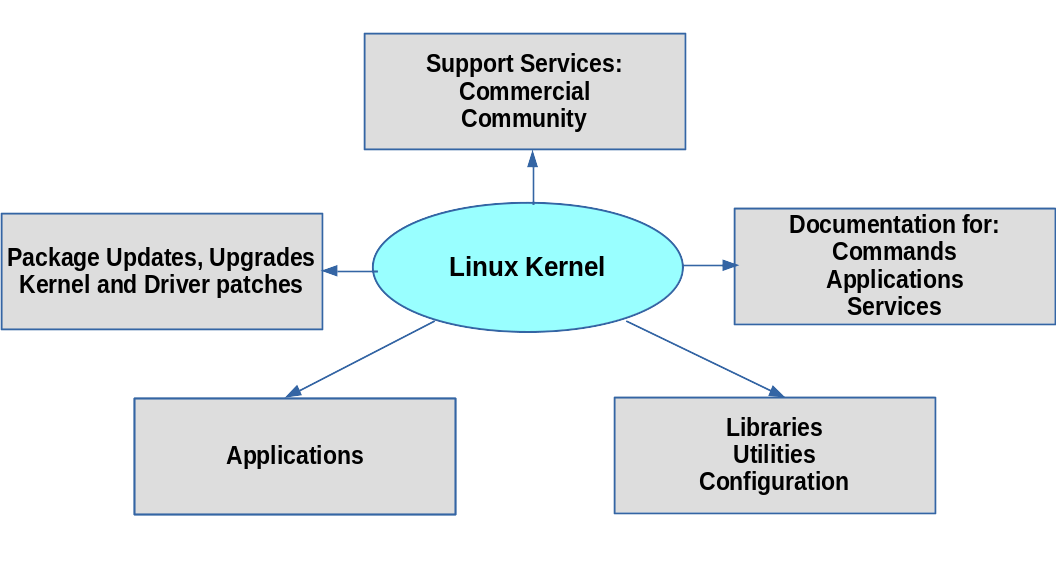 Support Services:
Commercial
Community
Package Updates, Upgrades
Kernel and Driver patches
Linux Kernel
Documentation for:
Commands
Applications
Services
Applications
Libraries
Utilities
Configuration